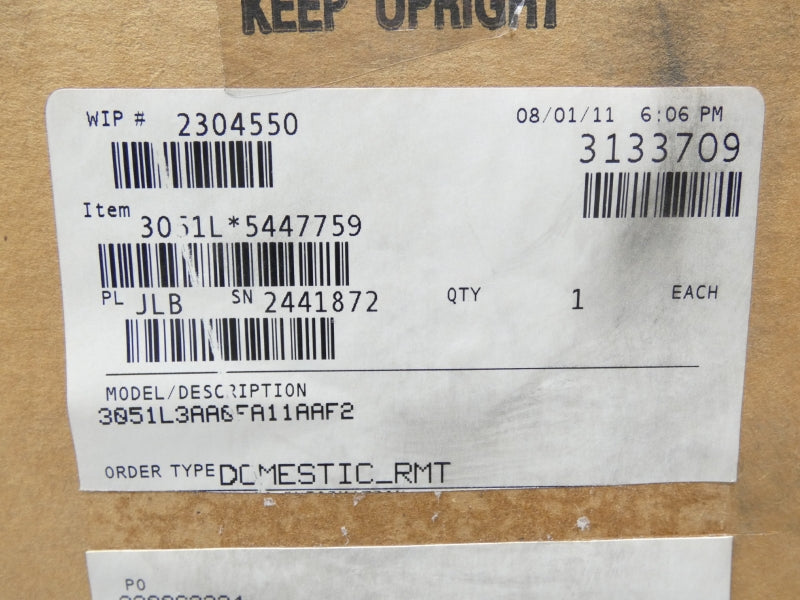 KEEP UPRIGHT
WIP # 2304550
08/01/11 6:06 PM
3133709
Item 3051L*5447759
PL JLB SN 2441872 QTY 1 EACH
MODEL/DESCRIPTION
ORDER TYPE DOMESTIC_RMT
PO